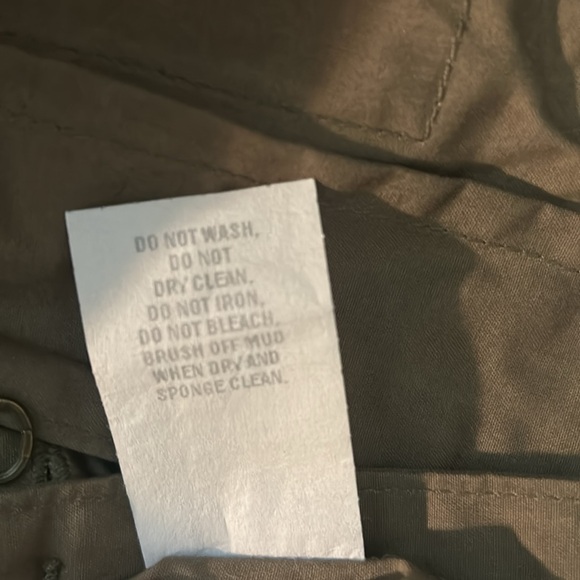 DO NOT WASH.
DO NOT
DRY CLEAN.
DO NOT IRON.
DO NOT BLEACH.
BRUSH OFF MUD
WHEN DRY AND
SPONGE CLEAN.